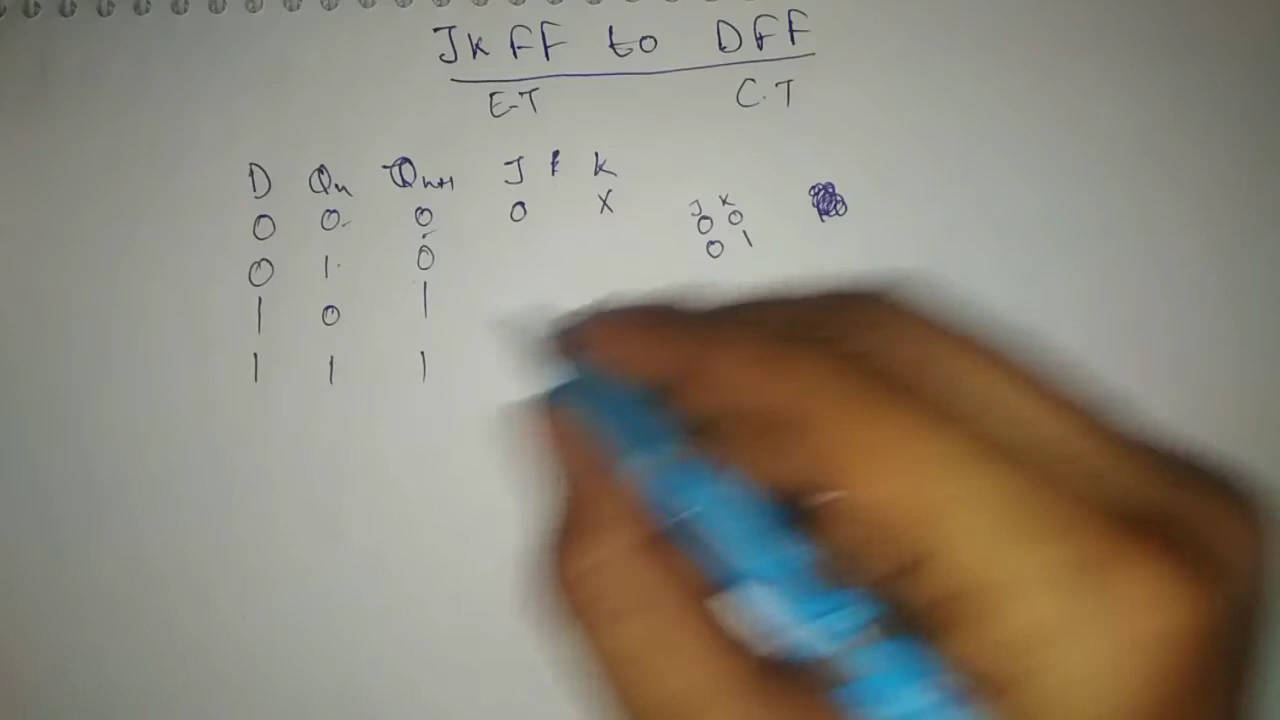 JK FF to DFF
E-T C.T
D Qn Qn+1 J K
0 0 0 0 X
J K
0 0
0 1
0 1 0
1 0 1
1 1 1